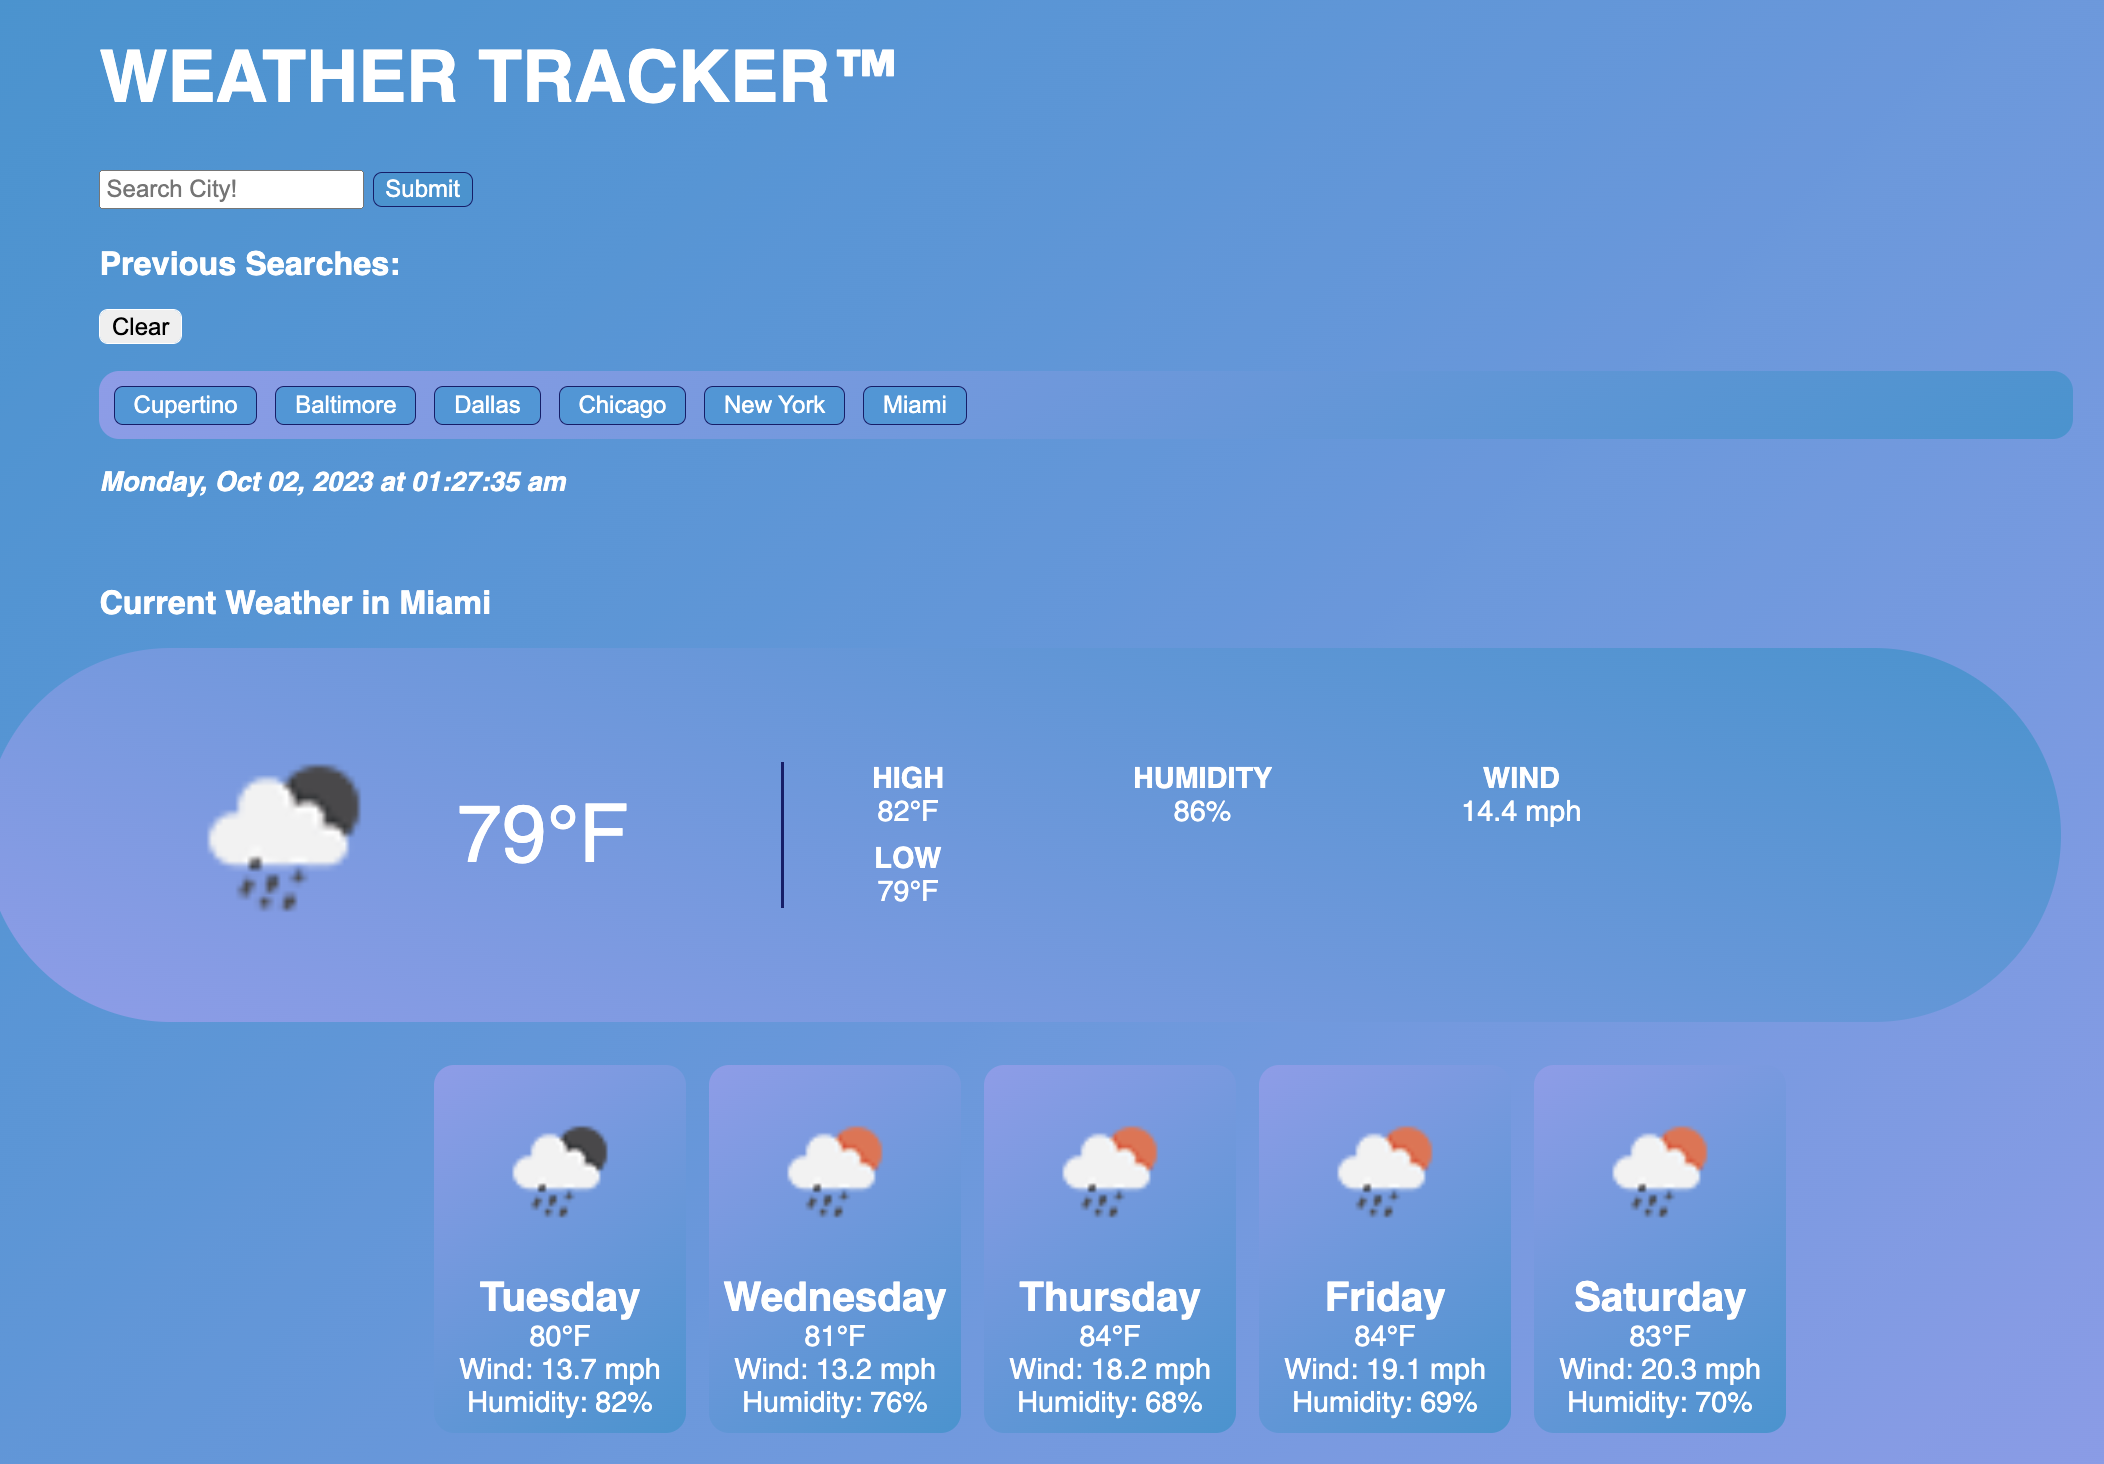 WEATHER TRACKER™
Search City! Submit
Previous Searches:
Clear
Cupertino Baltimore Dallas Chicago New York Miami
Monday, Oct 02, 2023 at 01:27:35 am
Current Weather in Miami
79°F
HIGH
82°F
LOW
79°F
HUMIDITY
86%
WIND
14.4 mph
Tuesday
80°F
Wind: 13.7 mph
Humidity: 82%
Wednesday
81°F
Wind: 13.2 mph
Humidity: 76%
Thursday
84°F
Wind: 18.2 mph
Humidity: 68%
Friday
84°F
Wind: 19.1 mph
Humidity: 69%
Saturday
83°F
Wind: 20.3 mph
Humidity: 70%